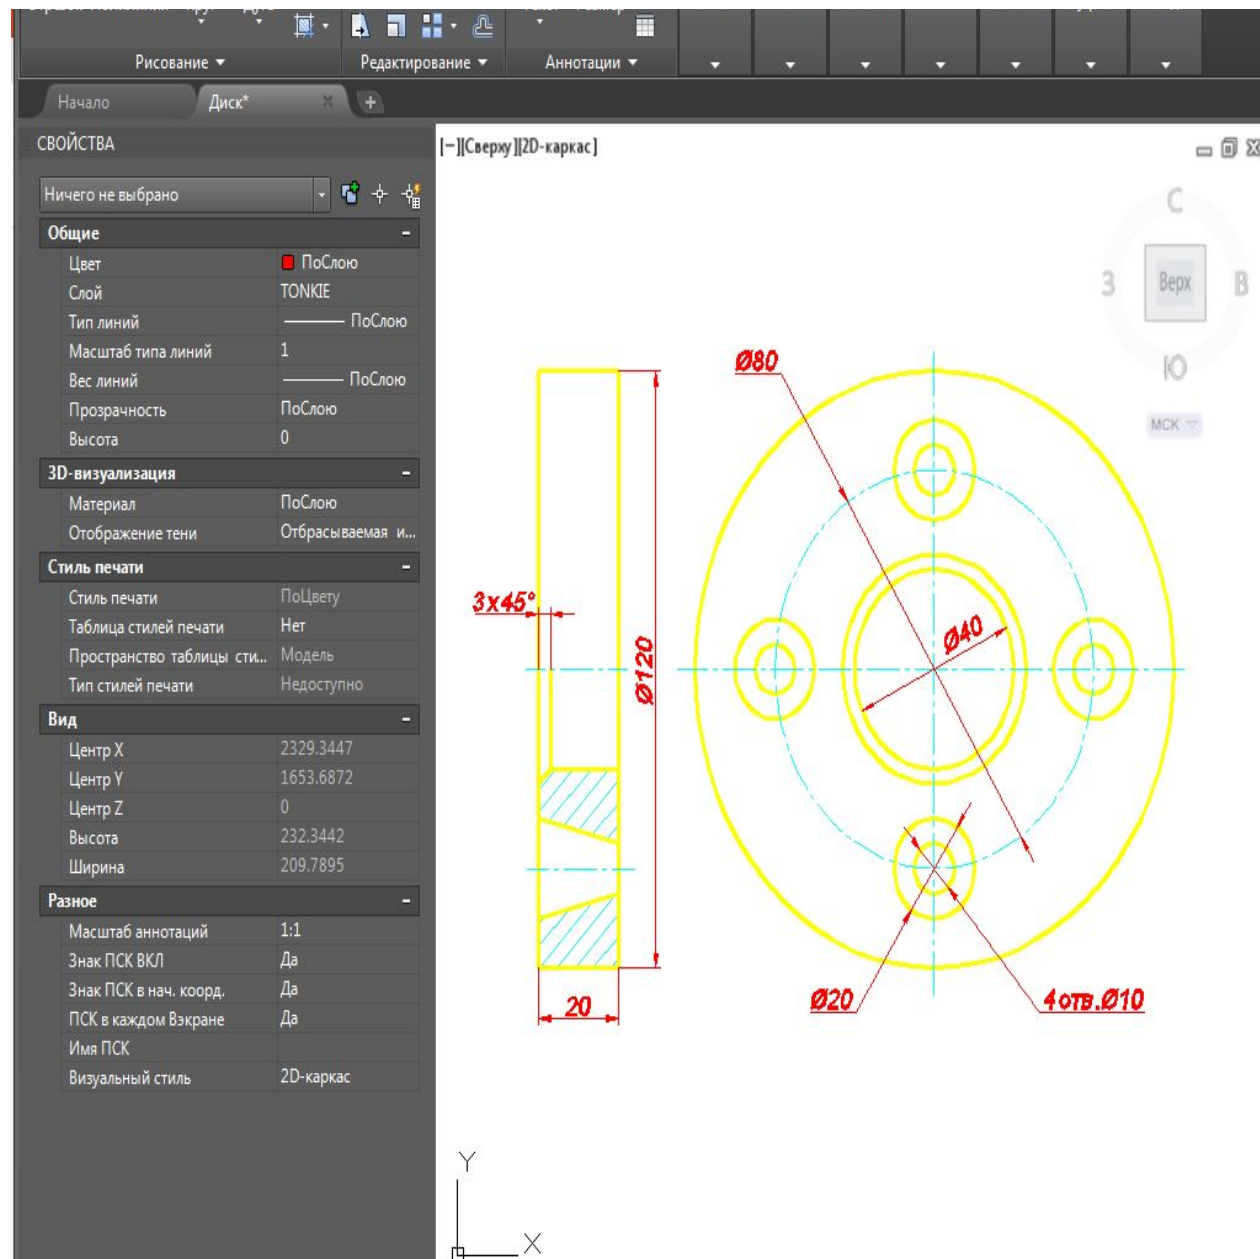 Рисование
Редактирование
Аннотации
Начало
Диск*
СВОЙСТВА
Ничего не выбрано
Общие
Цвет ПоСлою
Слой TONKIE
Тип линий ПоСлою
Масштаб типа линий 1
Вес линий ПоСлою
Прозрачность ПоСлою
Высота 0
3D-визуализация
Материал ПоСлою
Отображение тени Отбрасываемая и...
Стиль печати
Стиль печати ПоЦвету
Таблица стилей печати Нет
Пространство таблицы сти... Модель
Тип стилей печати Недоступно
Вид
Центр X 2329.3447
Центр Y 1653.6872
Центр Z 0
Высота 232.3442
Ширина 209.7895
Разное
Масштаб аннотаций 1:1
Знак ПСК ВКЛ Да
Знак ПСК в нач. коорд. Да
ПСК в каждом Вэкране Да
Имя ПСК
Визуальный стиль 2D-каркас
[−][Сверху][2D-каркас]
С
З
Верх
В
Ю
МСК
Ø80
3x45°
Ø120
Ø40
20
Ø20
4 отв.Ø10
Y
X